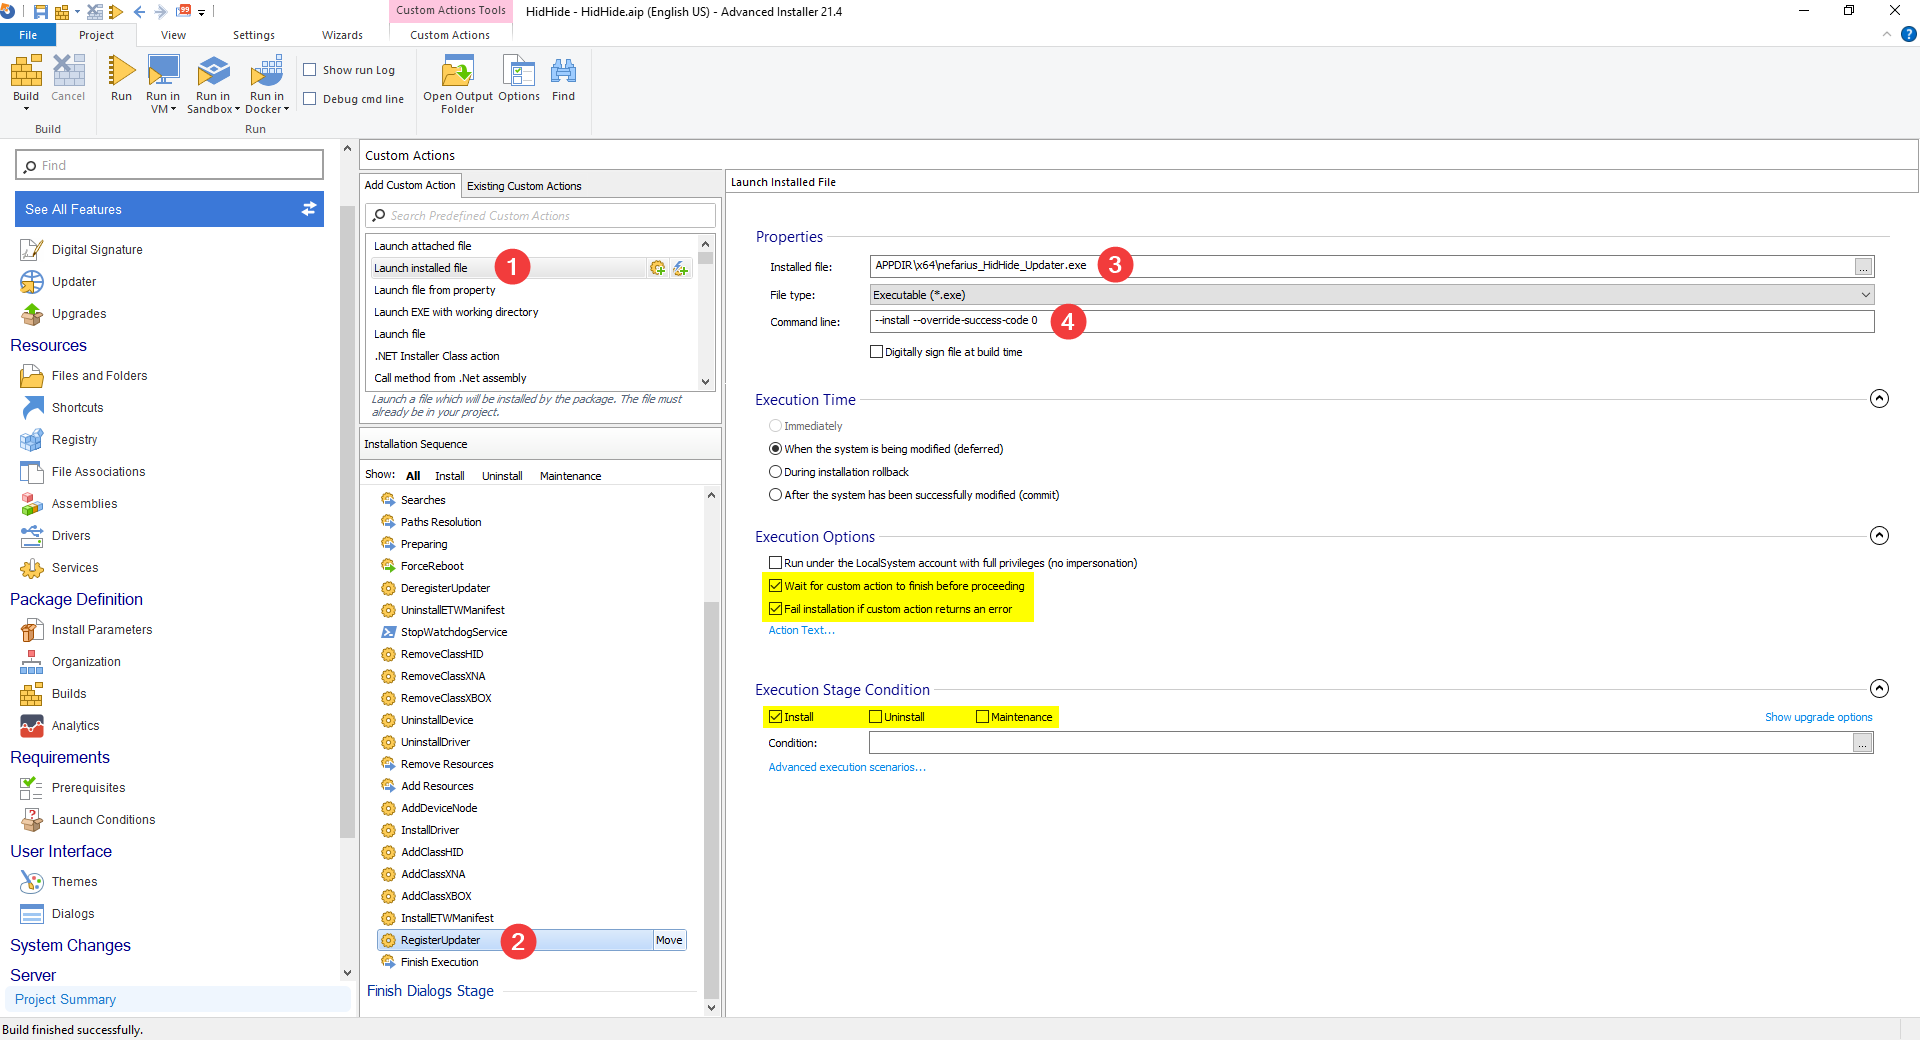 99
Custom Actions Tools
HidHide - HidHide.aip (English US) - Advanced Installer 21.4
File
Project
View
Settings
Wizards
Custom Actions
?
Build
Cancel
Run
Run in VM
Run in Sandbox
Run in Docker
Show run Log
Debug cmd line
Open Output Folder
Options
Find
Build
Run
Find
See All Features
Digital Signature
Updater
Upgrades
Resources
Files and Folders
Shortcuts
Registry
File Associations
Assemblies
Drivers
Services
Package Definition
Install Parameters
Organization
Builds
Analytics
Requirements
Prerequisites
Launch Conditions
User Interface
Themes
Dialogs
System Changes
Server
Project Summary
Custom Actions
Add Custom Action
Existing Custom Actions
Search Predefined Custom Actions
Launch attached file
Launch installed file
1
Launch file from property
Launch EXE with working directory
Launch file
.NET Installer Class action
Call method from .Net assembly
Launch a file which will be installed by the package. The file must
already be in your project.
Installation Sequence
Show: All Install Uninstall Maintenance
Searches
Paths Resolution
Preparing
ForceReboot
DeregisterUpdater
UninstallETWManifest
StopWatchdogService
RemoveClassHID
RemoveClassXNA
RemoveClassXBOX
UninstallDevice
UninstallDriver
Remove Resources
Add Resources
AddDeviceNode
InstallDriver
AddClassHID
AddClassXNA
AddClassXBOX
InstallETWManifest
RegisterUpdater
2
Move
Finish Execution
Finish Dialogs Stage
Launch Installed File
Properties
Installed file: APPDIR\x64\nefarius_HidHide_Updater.exe 3 ...
File type: Executable (*.exe)
Command line: --install --override-success-code 0 4
Digitally sign file at build time
Execution Time
Immediately
When the system is being modified (deferred)
During installation rollback
After the system has been successfully modified (commit)
Execution Options
Run under the LocalSystem account with full privileges (no impersonation)
Wait for custom action to finish before proceeding
Fail installation if custom action returns an error
Action Text...
Execution Stage Condition
Install Uninstall Maintenance Show upgrade options
Condition: ...
Advanced execution scenarios...
Build finished successfully.